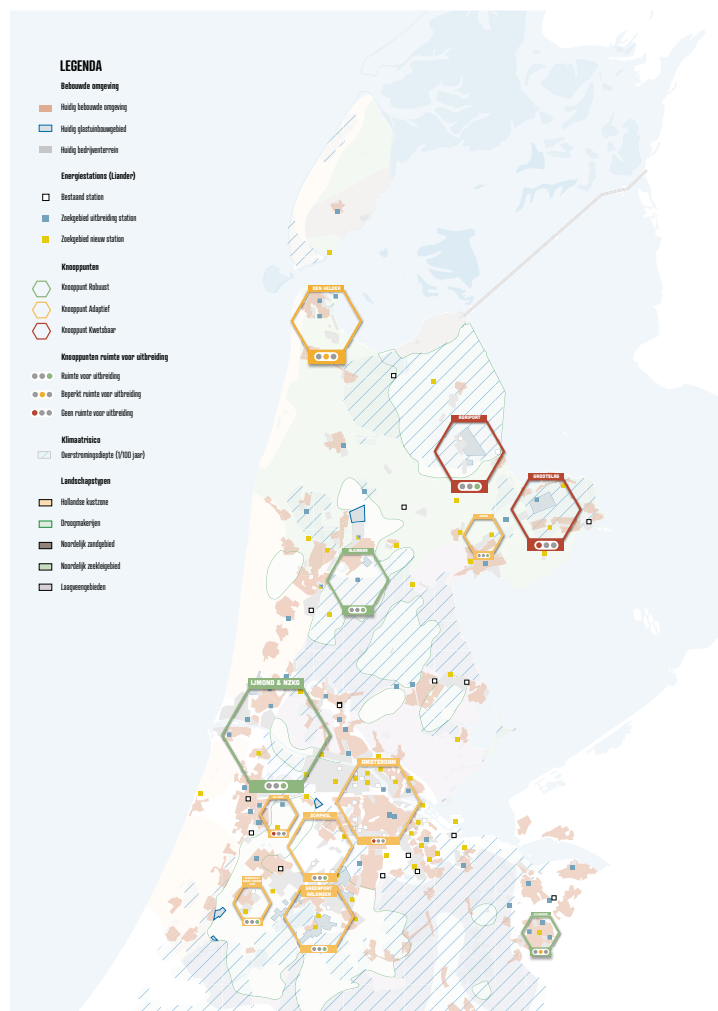 LEGENDA
Bebouwde omgeving
Huidig bebouwde omgeving
Huidig glastuinbouwgebied
Huidig bedrijventerrein
Energiestations (Liander)
Bestaand station
Zoekgebied uitbreiding station
Zoekgebied nieuw station
Knooppunten
Knooppunt Robuust
Knooppunt Adaptief
Knooppunt Kwetsbaar
Knooppunten ruimte voor uitbreiding
Ruimte voor uitbreiding
Beperkt ruimte voor uitbreiding
Geen ruimte voor uitbreiding
Klimaatrisico
Overstromingsdiepte (1/100 jaar)
Landschapstypen
Hollandse kustzone
Droogmakerijen
Noordelijk zandgebied
Noordelijk zeekleigebied
Laagveengebieden
DEN HELDER
AGRIPORT
GROOTSLAG
ALKMAAR
IJMOND & NZKG
AMSTERDAM
SCHIPHOL
GREENPORT
AALSMEER